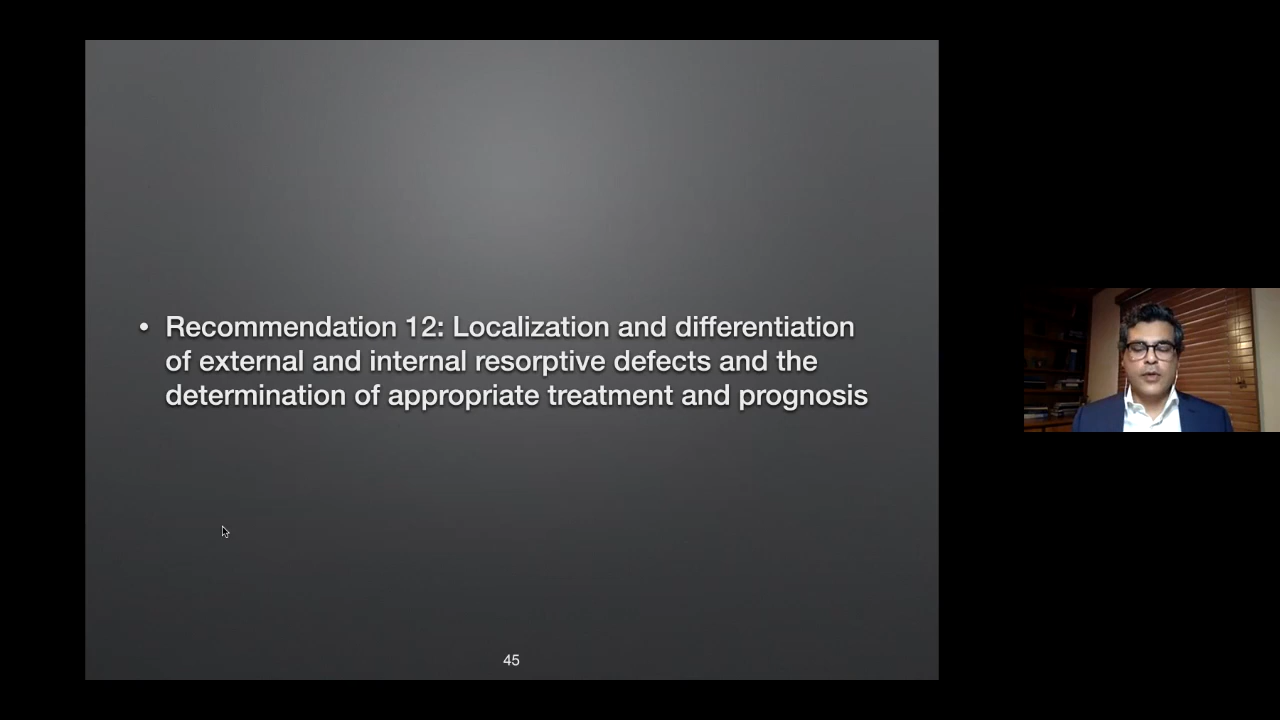 • Recommendation 12: Localization and differentiation
of external and internal resorptive defects and the
determination of appropriate treatment and prognosis
45